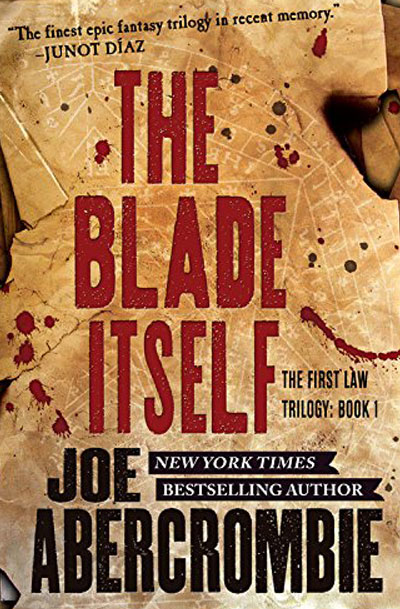 "The finest epic fantasy trilogy in recent memory."
—JUNOT DÍAZ
THE
BLADE
ITSELF
THE FIRST LAW
TRILOGY: BOOK 1
JOE
NEW YORK TIMES
BESTSELLING AUTHOR
ABERCROMBIE